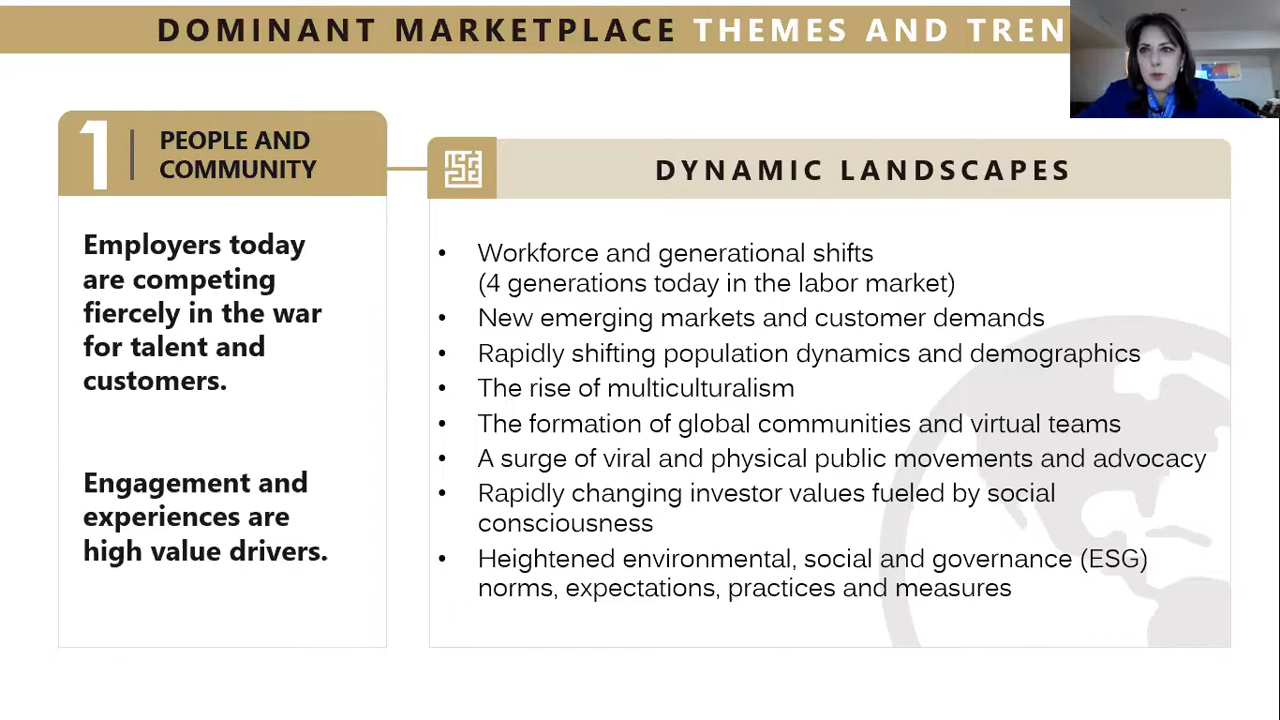 DOMINANT MARKETPLACE THEMES AND TREN
1
PEOPLE AND
COMMUNITY
Employers today
are competing
fiercely in the war
for talent and
customers.
Engagement and
experiences are
high value drivers.
DYNAMIC LANDSCAPES
• Workforce and generational shifts
(4 generations today in the labor market)
• New emerging markets and customer demands
• Rapidly shifting population dynamics and demographics
• The rise of multiculturalism
• The formation of global communities and virtual teams
• A surge of viral and physical public movements and advocacy
• Rapidly changing investor values fueled by social
consciousness
• Heightened environmental, social and governance (ESG)
norms, expectations, practices and measures